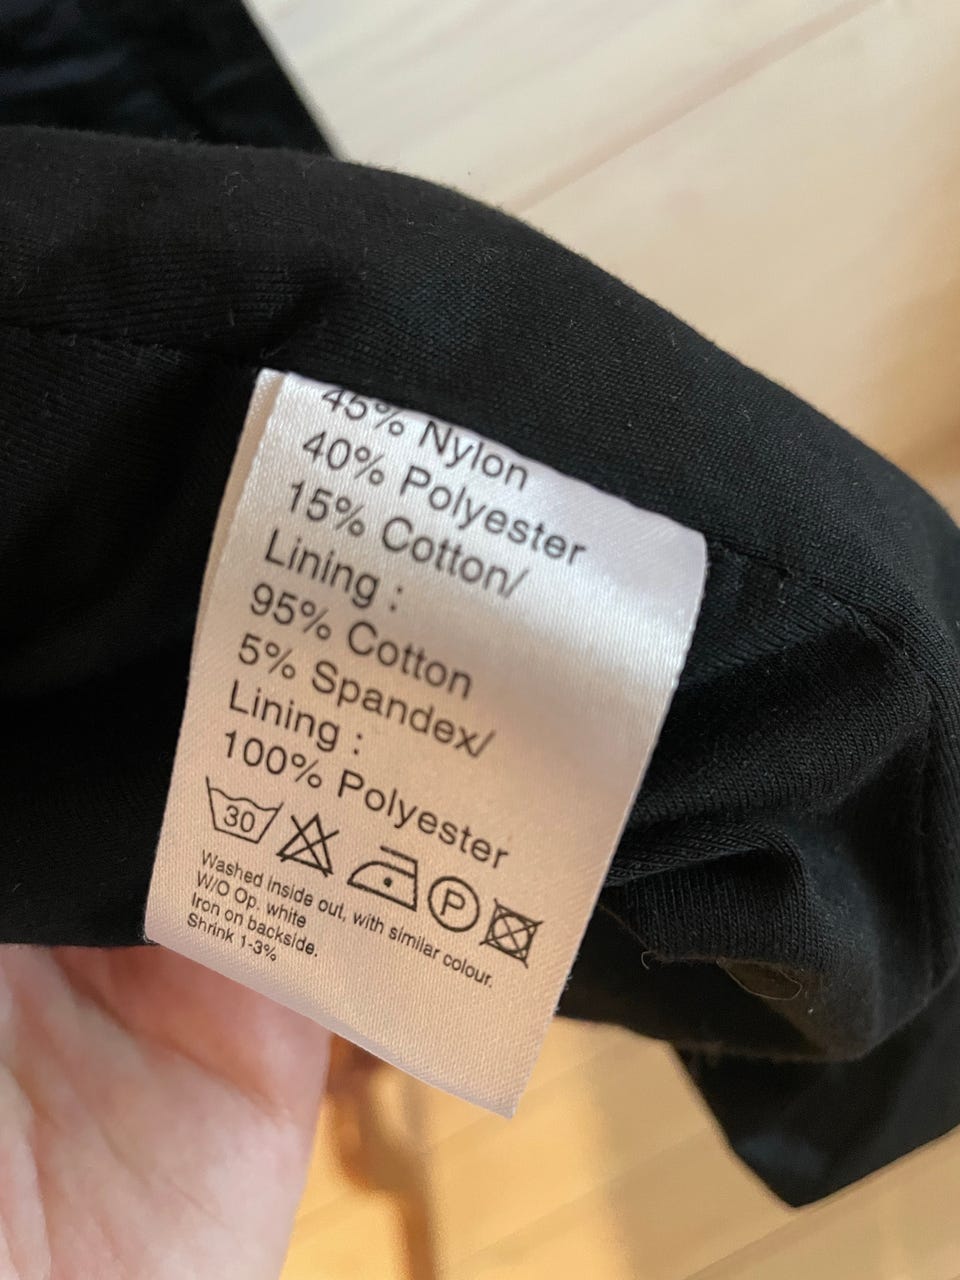 45% Nylon
40% Polyester
15% Cotton/
Lining :
95% Cotton
5% Spandex/
Lining :
100% Polyester
30 P
Washed inside out, with similar colour.
W/O Op. white
Iron on backside.
Shrink 1-3%